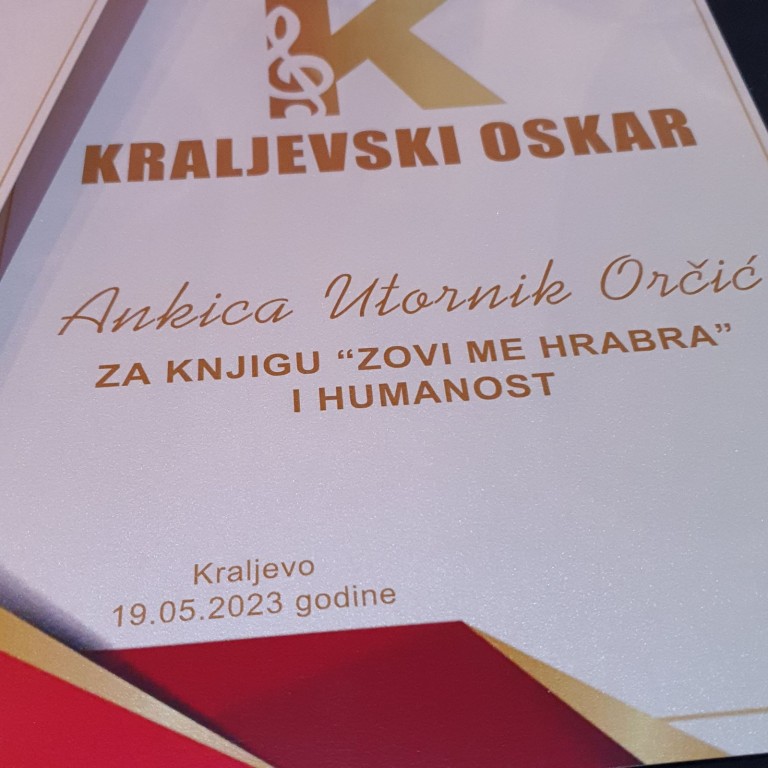 K
KRALJEVSKI OSKAR
Ankica Utornik Orčić
ZA KNJIGU “ZOVI ME HRABRA”
I HUMANOST
Kraljevo
19.05.2023 godine